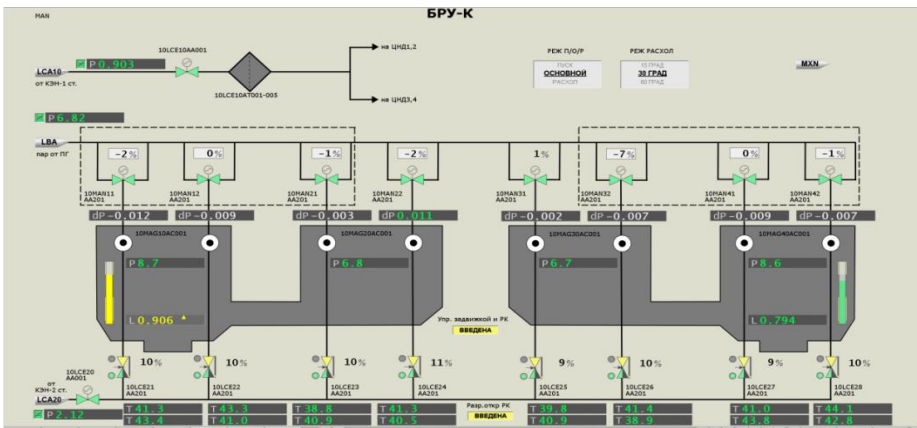 MAN
БРУ-К
10LCE10AA001
на ЦНД1,2
P 0.903
LCA10
от КЭН-1 ст.
10LCE10AT001-005
на ЦНД3,4
РЕЖ П/О/Р
ПУСК
ОСНОВНОЙ
РАСХОЛ
РЕЖ РАСХОЛ
15 ГРАД
30 ГРАД
60 ГРАД
MXN
P 6.82
LBA
пар от ПГ
-2% 0% -1% -2% 1% -7% 0% -1%
10MAN11 10MAN12 10MAN21 10MAN22 10MAN31 10MAN32 10MAN41 10MAN42
AA201 AA201 AA201 AA201 AA201 AA201 AA201 AA201
dP -0.012 dP -0.009 dP -0.003 dP 0.011 dP -0.002 dP -0.007 dP -0.009 dP -0.007
10MAG10AC001 10MAG20AC001 10MAG30AC001 10MAG40AC001
P 8.7 P 6.8 P 6.7 P 8.6
L 0.906 L 0.794
Упр. задвижкой и РК
ВВЕДЕНА
10% 10% 10% 11% 9% 10% 9% 10%
10LCE20
AA001
от
КЭН-2 ст.
LCA20
10LCE21 10LCE22 10LCE23 10LCE24 10LCE25 10LCE26 10LCE27 10LCE28
AA201 AA201 AA201 AA201 AA201 AA201 AA201 AA201
P 2.12
Разр.откр РК
ВВЕДЕНА
T 41.3 T 43.3 T 38.8 T 41.3 T 39.8 T 41.4 T 41.0 T 44.1
T 43.4 T 41.0 T 40.9 T 40.5 T 40.9 T 38.9 T 43.8 T 42.8